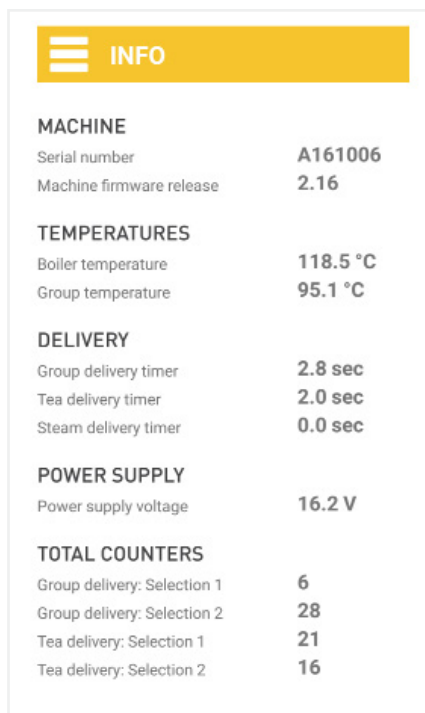 INFO
MACHINE
Serial number A161006
Machine firmware release 2.16
TEMPERATURES
Boiler temperature 118.5 °C
Group temperature 95.1 °C
DELIVERY
Group delivery timer 2.8 sec
Tea delivery timer 2.0 sec
Steam delivery timer 0.0 sec
POWER SUPPLY
Power supply voltage 16.2 V
TOTAL COUNTERS
Group delivery: Selection 1 6
Group delivery: Selection 2 28
Tea delivery: Selection 1 21
Tea delivery: Selection 2 16